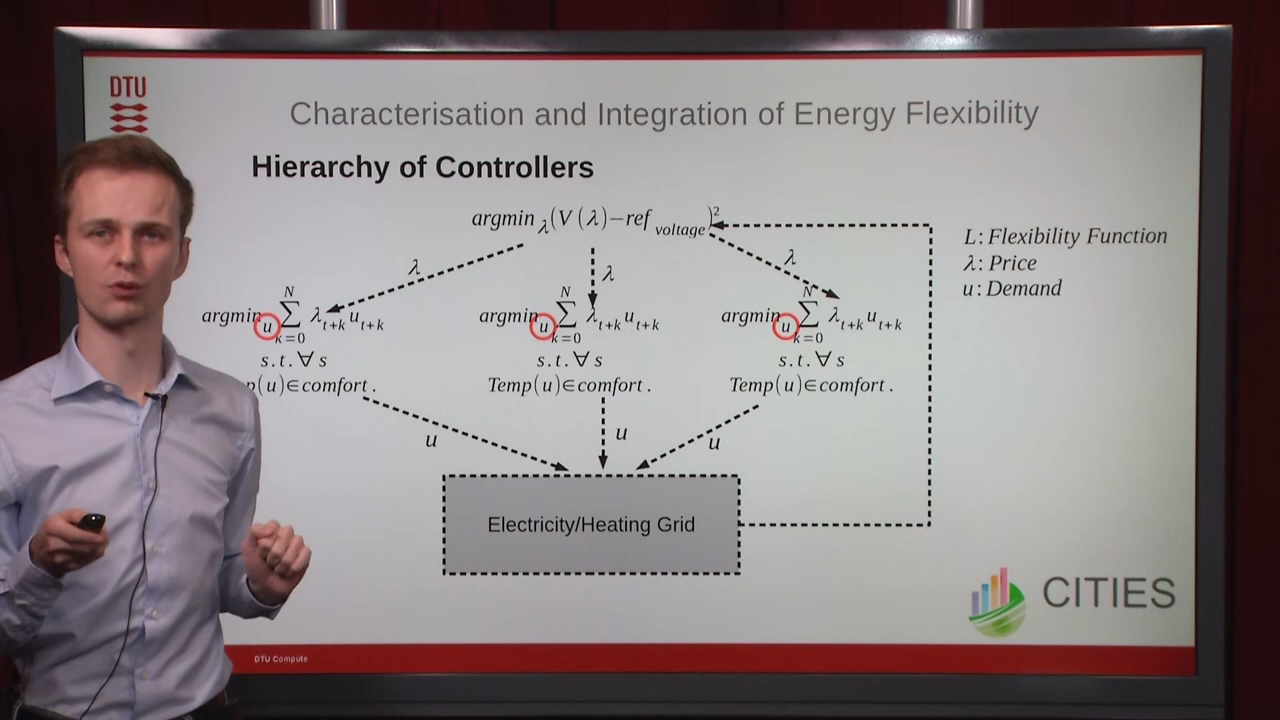 DTU
Characterisation and Integration of Energy Flexibility
Hierarchy of Controllers
argmin λ (V(λ)−ref voltage)²
L: Flexibility Function
λ: Price
u: Demand
λ λ λ
argmin u ∑ k=0 N λ t+k u t+k argmin u ∑ k=0 N λ t+k u t+k argmin u ∑ k=0 N λ t+k u t+k
s.t. ∀ s s.t. ∀ s s.t. ∀ s
(u)∈comfort. Temp(u)∈comfort. Temp(u)∈comfort.
u u u
Electricity/Heating Grid
CITIES
DTU Compute